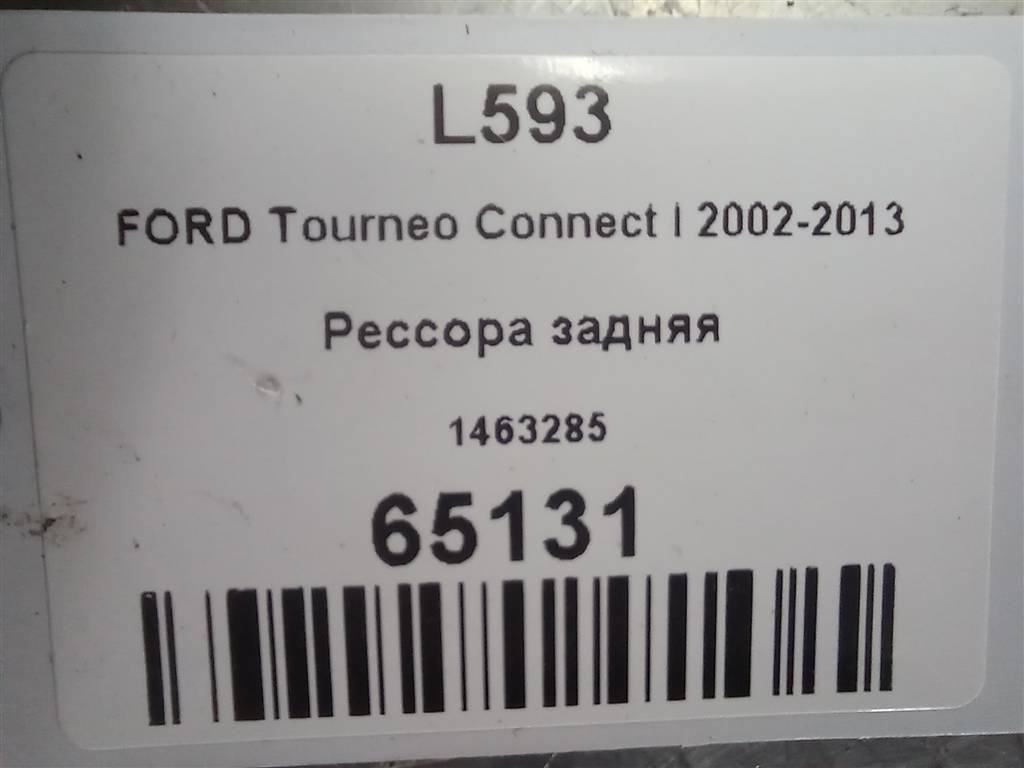 L593
FORD Tourneo Connect I 2002-2013
Рессора задняя
1463285
65131